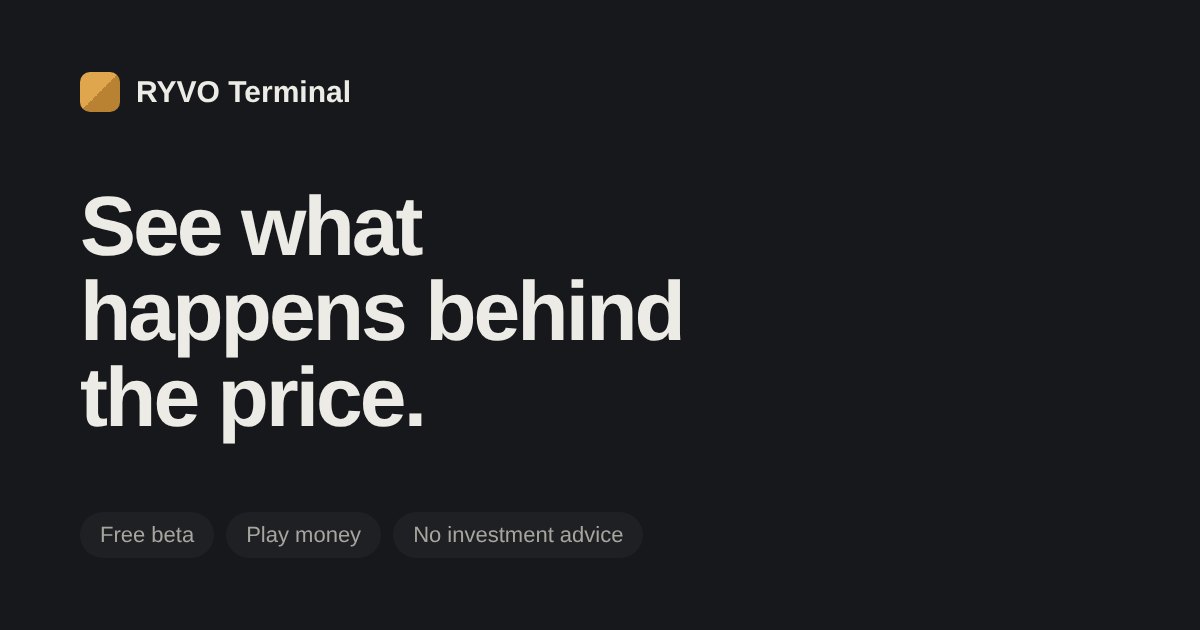 RYVO Terminal
See what
happens behind
the price.
Free beta
Play money
No investment advice